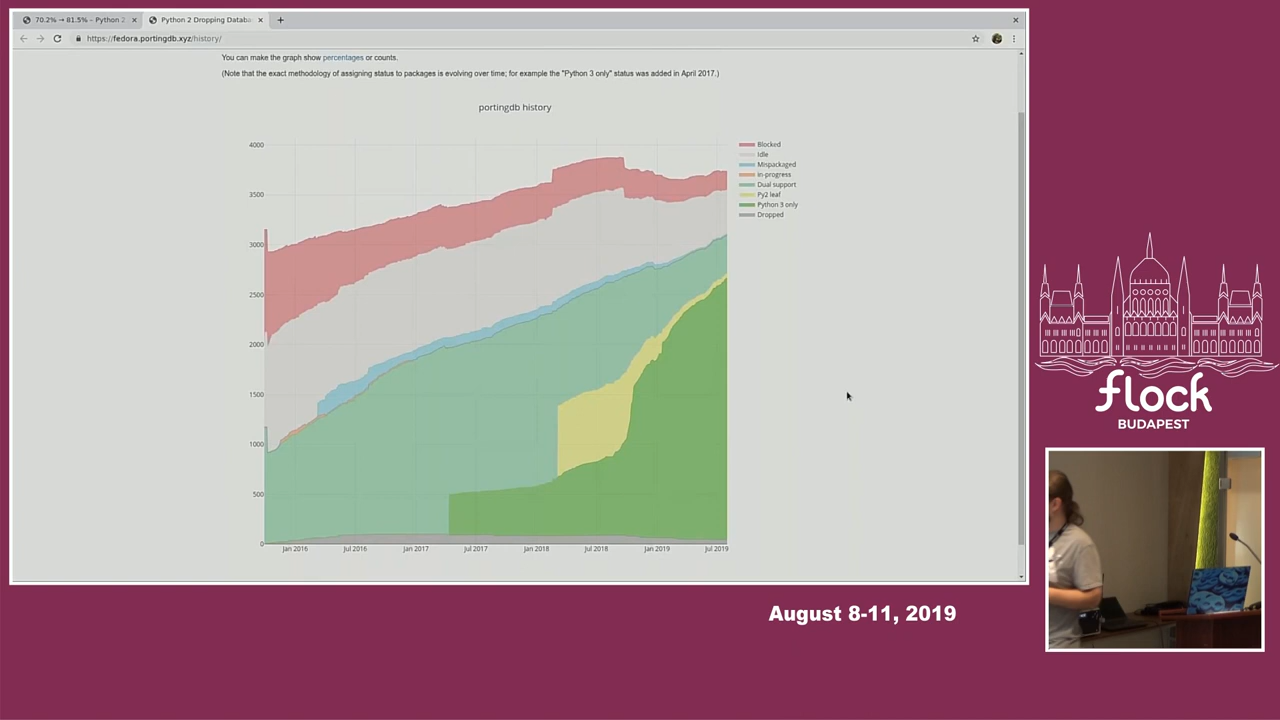 70.2% → 81.5% – Python 2
Python 2 Dropping Databa
https://fedora.portingdb.xyz/history/
You can make the graph show percentages or counts.
(Note that the exact methodology of assigning status to packages is evolving over time; for example the "Python 3 only" status was added in April 2017.)
portingdb history
4000
3500
3000
2500
2000
1500
1000
500
0
Jan 2016
Jul 2016
Jan 2017
Jul 2017
Jan 2018
Jul 2018
Jan 2019
Jul 2019
Blocked
Idle
Mispackaged
In-progress
Dual support
Py2 leaf
Python 3 only
Dropped
flock
BUDAPEST
August 8-11, 2019